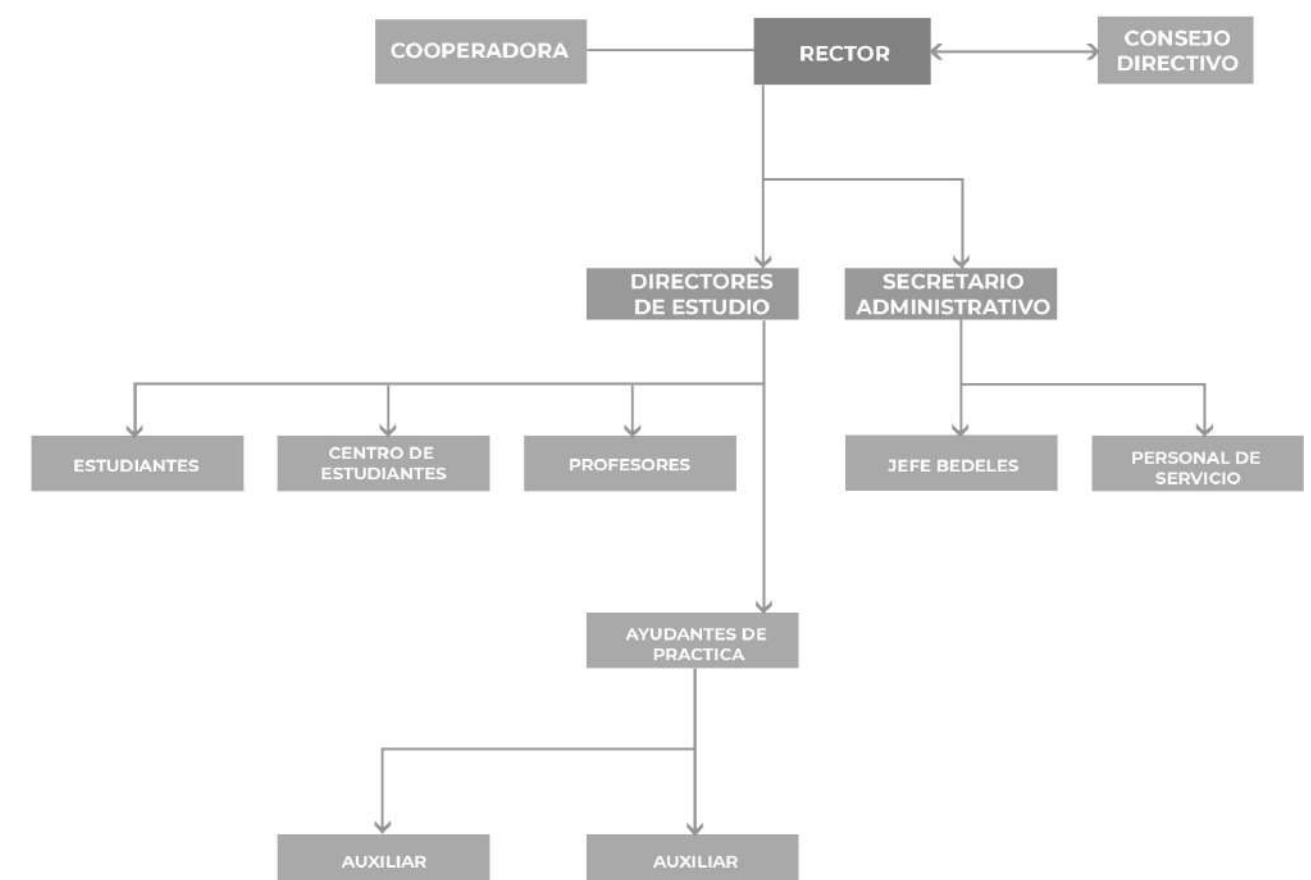 COOPERADORA
RECTOR
CONSEJO
DIRECTIVO
DIRECTORES
DE ESTUDIO
SECRETARIO
ADMINISTRATIVO
ESTUDIANTES
CENTRO DE
ESTUDIANTES
PROFESORES
JEFE BEDELES
PERSONAL DE
SERVICIO
AYUDANTES DE
PRACTICA
AUXILIAR
AUXILIAR